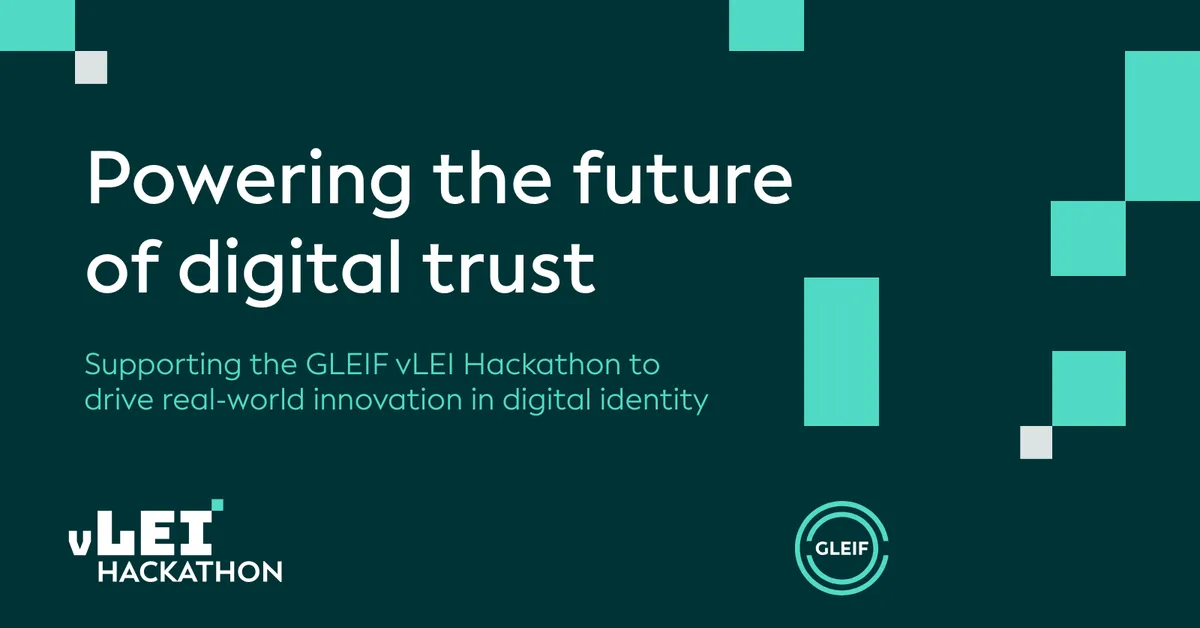 Powering the future
of digital trust
Supporting the GLEIF vLEI Hackathon to
drive real-world innovation in digital identity
vLEI
HACKATHON
GLEIF